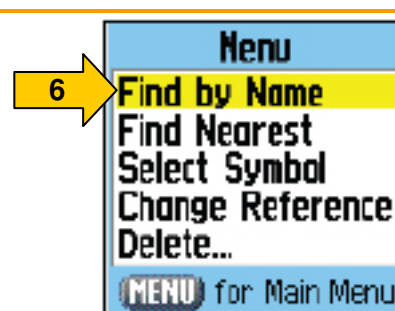 Menu
6
Find by Name
Find Nearest
Select Symbol
Change Reference
Delete...
MENU for Main Menu